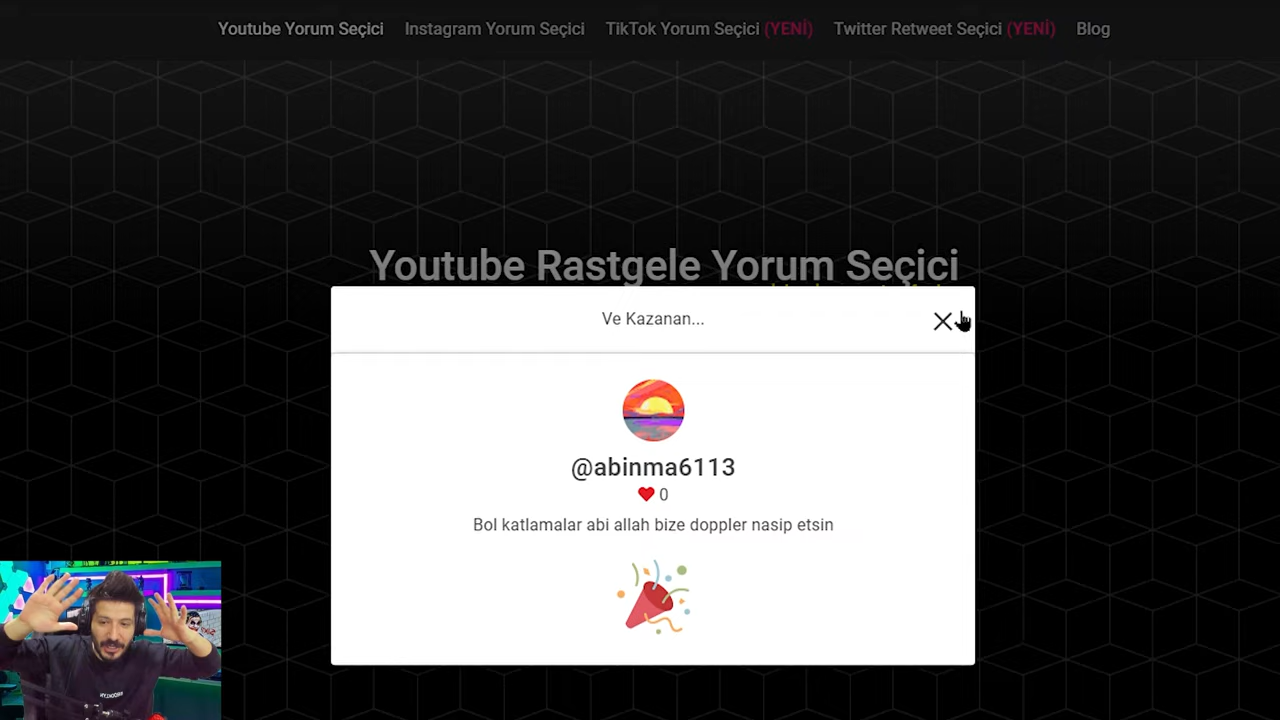 Youtube Yorum Seçici Instagram Yorum Seçici TikTok Yorum Seçici (YENİ) Twitter Retweet Seçici (YENİ) Blog
Youtube Rastgele Yorum Seçici
Ve Kazanan...
@abinma6113
0
Bol katlamalar abi allah bize doppler nasip etsin